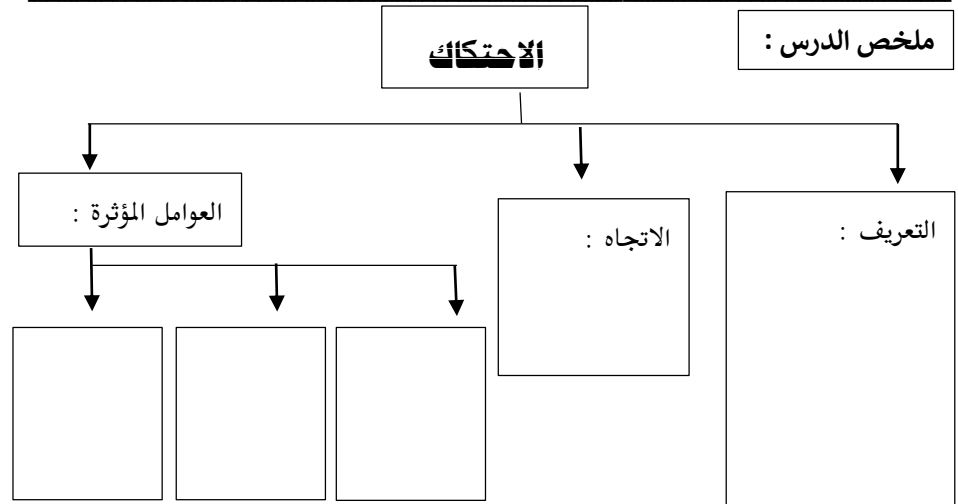 ملخص الدرس :
الاحتكاك
التعريف :
الاتجاه :
العوامل المؤثرة :